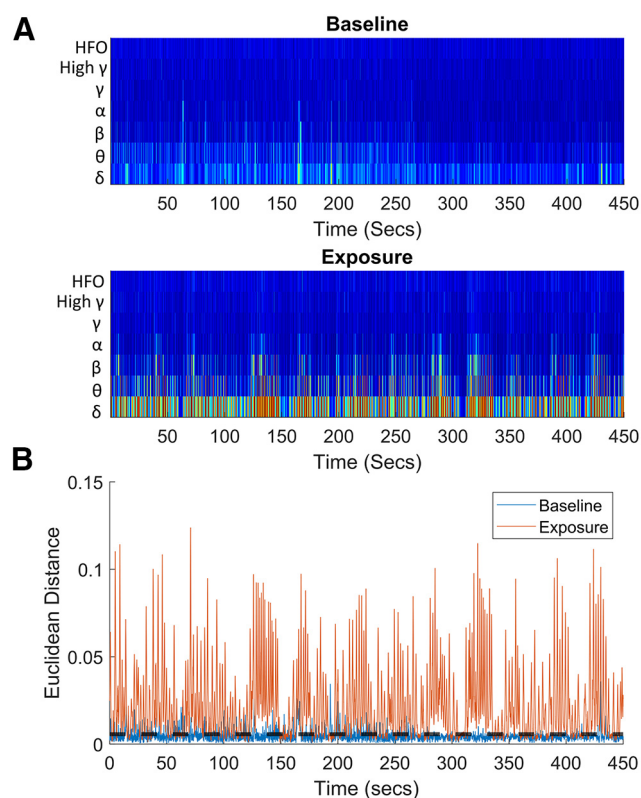 A
Baseline
HFO
High γ
γ
α
β
θ
δ
50 100 150 200 250 300 350 400 450
Time (Secs)
Exposure
HFO
High γ
γ
α
β
θ
δ
50 100 150 200 250 300 350 400 450
Time (Secs)
B
0.15
0.1
0.05
0
Euclidean Distance
Baseline
Exposure
0 50 100 150 200 250 300 350 400 450
Time (secs)